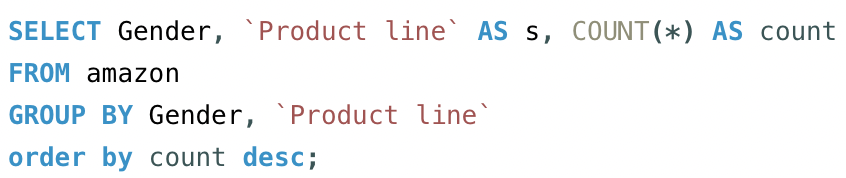 SELECT Gender, `Product line` AS s, COUNT(*) AS count
FROM amazon
GROUP BY Gender, `Product line`
order by count desc;